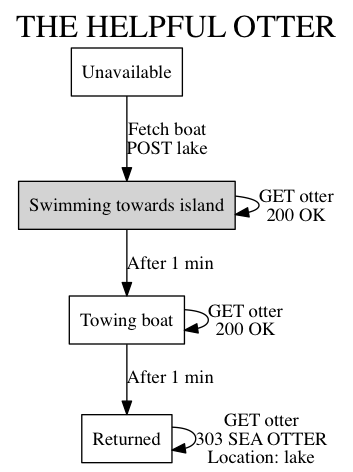 THE HELPFUL OTTER
Unavailable
Fetch boat
POST lake
Swimming towards island
GET otter
200 OK
After 1 min
Towing boat
GET otter
200 OK
After 1 min
Returned
GET otter
303 SEA OTTER
Location: lake